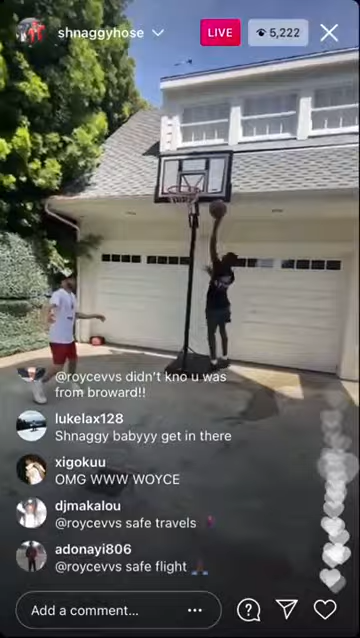 shnaggyhose
LIVE
5,222
@roycevvs didn't kno u was
from broward!!
lukelax128
Shnaggy babyyy get in there
xigokuu
OMG WWW WOYCE
djmakalou
@roycevvs safe travels
adonayi806
@roycevvs safe flight
Add a comment...